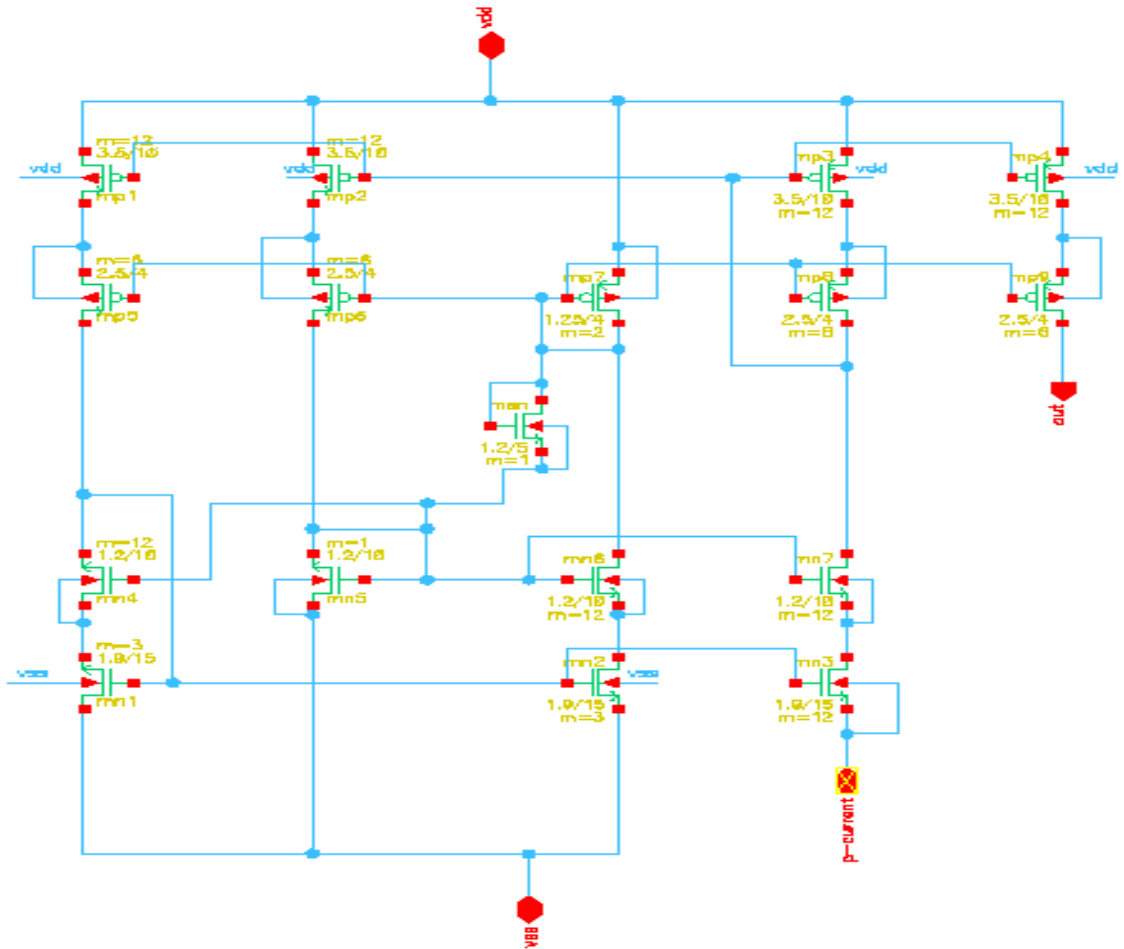 vdd
m=12
3.5/10
vdd
mp1
m=12
3.5/10
vdd
mp2
mp3
vdd
3.5/10
m=12
mp4
vdd
3.5/10
m=12
m=6
2.5/4
mp5
m=6
2.5/4
mp6
mp7
1.25/4
m=2
mp8
2.5/4
m=6
mp9
2.5/4
m=6
out
1.2/5
m=1
m=12
1.2/10
mn4
m=1
1.2/10
mn5
mn6
1.2/10
m=12
mn7
1.2/10
m=12
m=3
1.9/15
vss
mn1
mn2
vss
1.9/15
m=3
mn3
1.9/15
m=12
p-current
vss